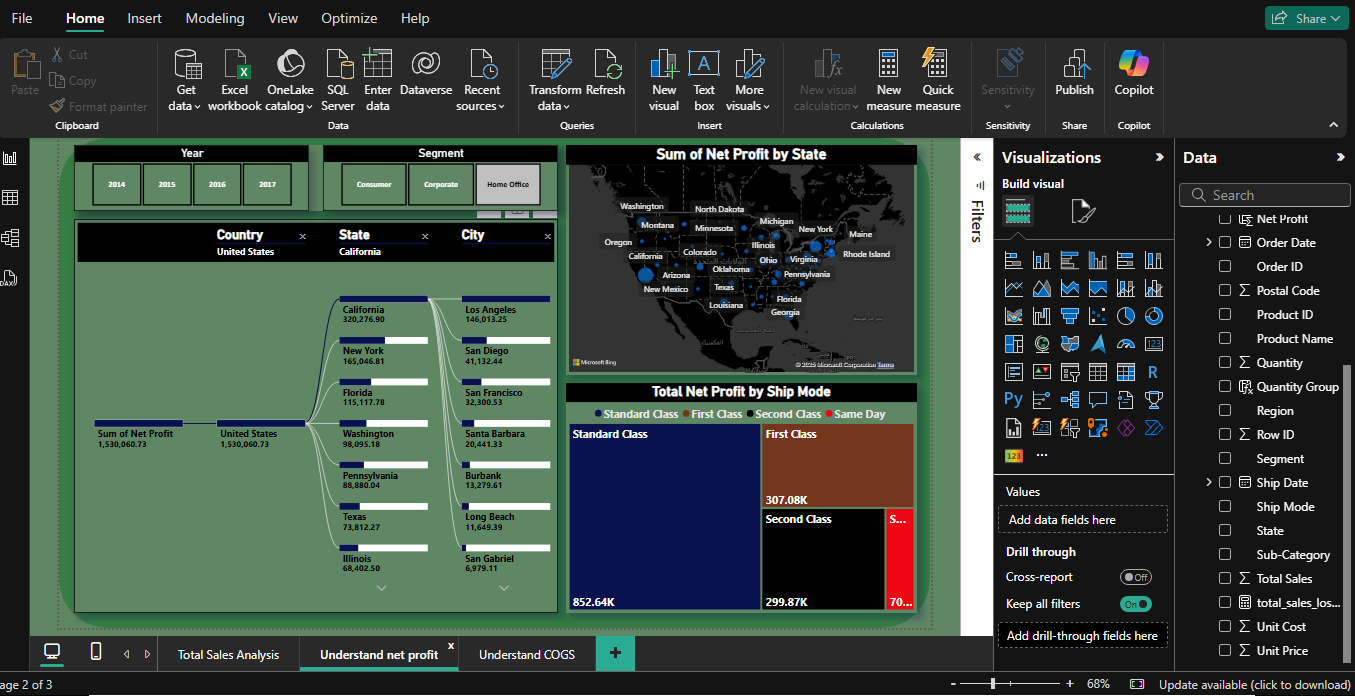 File Home Insert Modeling View Optimize Help Share
Paste Cut
Copy
Format painter
Clipboard
Get data
Excel workbook
OneLake catalog
SQL Server
Enter data
Dataverse
Recent sources
Data
Transform data
Refresh
Queries
New visual
Text box
More visuals
Insert
New visual calculation
New measure
Quick measure
Calculations
Sensitivity
Sensitivity
Publish
Share
Copilot
Copilot
Year
2014 2015 2016 2017
Segment
Consumer Corporate Home Office
Country
United States
State
California
City
Sum of Net Profit
1,530,060.73
United States
1,530,060.73
California
320,276.90
New York
165,046.81
Florida
115,117.78
Washington
98,095.18
Pennsylvania
88,880.04
Texas
73,812.27
Illinois
68,402.50
Los Angeles
146,013.25
San Diego
41,132.44
San Francisco
32,300.53
Santa Barbara
20,441.33
Burbank
13,279.61
Long Beach
11,649.39
San Gabriel
6,979.11
Sum of Net Profit by State
Washington
North Dakota
Montana
Minnesota
Michigan
New York
Maine
Oregon
Illinois
California
Colorado
Ohio
Virginia
Rhode Island
Arizona
Oklahoma
Pennsylvania
New Mexico
Texas
Louisiana
Florida
Georgia
Microsoft Bing
© 2025 Microsoft Corporation Terms
Total Net Profit by Ship Mode
Standard Class First Class Second Class Same Day
Standard Class
852.64K
First Class
307.08K
Second Class
299.87K
S...
70...
Filters
Visualizations
Build visual
123
R
Py
123
123
...
Values
Add data fields here
Drill through
Cross-report Off
Keep all filters On
Add drill-through fields here
Data
Search
Net Profit
Order Date
Order ID
Postal Code
Product ID
Product Name
Quantity
Quantity Group
Region
Row ID
Segment
Ship Date
Ship Mode
State
Sub-Category
Total Sales
total_sales_los...
Unit Cost
Unit Price
DAX
Total Sales Analysis Understand net profit x Understand COGS +
age 2 of 3
- + 68% Update available (click to download)